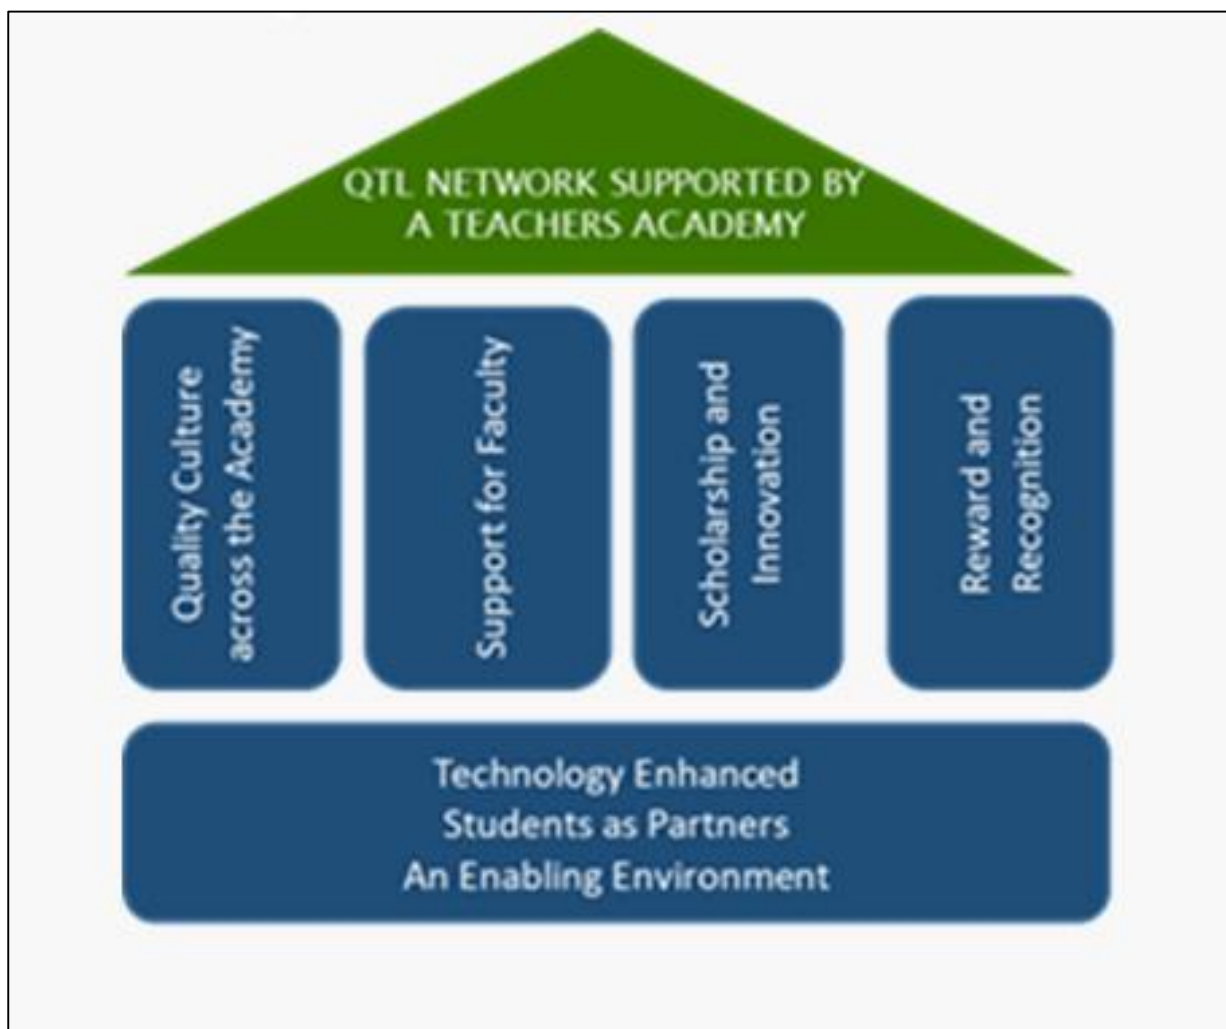 QTL NETWORK SUPPORTED BY
A TEACHERS ACADEMY
Quality Culture
across the Academy
Support for Faculty
Scholarship and
Innovation
Reward and
Recognition
Technology Enhanced
Students as Partners
An Enabling Environment